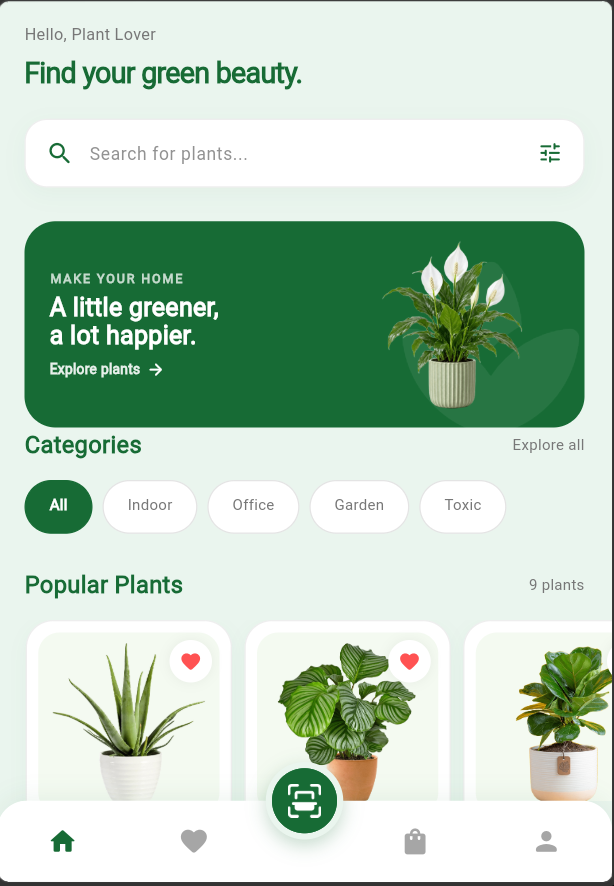 Hello, Plant Lover
Find your green beauty.
Search for plants...
MAKE YOUR HOME
A little greener,
a lot happier.
Explore plants
Categories
Explore all
All
Indoor
Office
Garden
Toxic
Popular Plants
9 plants